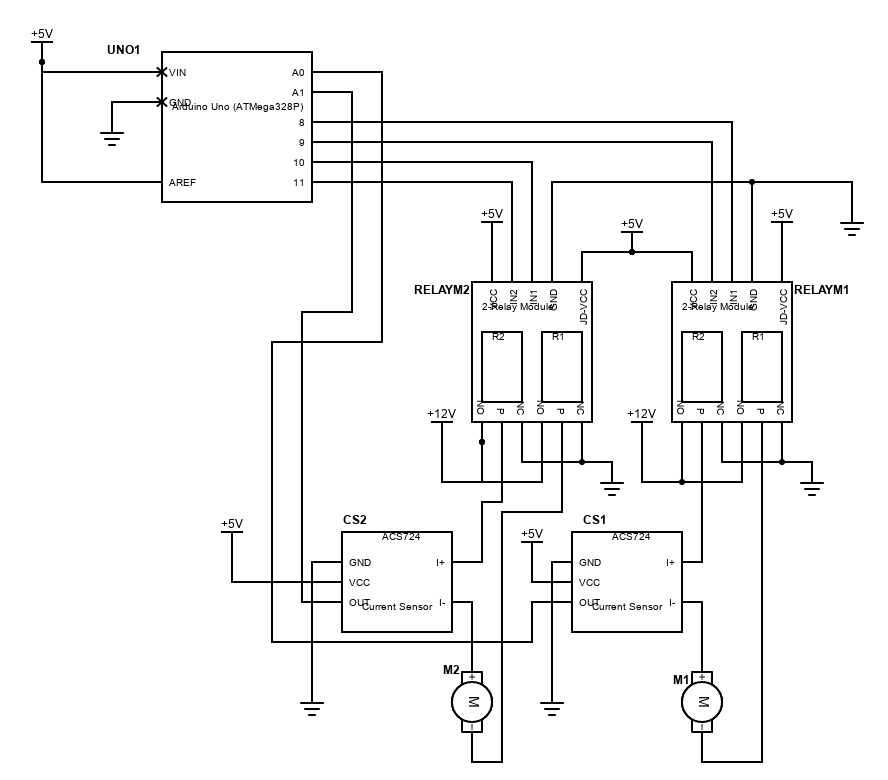 +5V
UNO1
VIN
GND
Arduino Uno (ATMega328P)
AREF
A0
A1
8
9
10
11
+5V
+5V
+5V
RELAYM2
VCC
IN2
IN1
GND
JD-VCC
2-Relay Module
R2
R1
NO
P
NC
NO
P
NC
RELAYM1
VCC
IN2
IN1
GND
JD-VCC
2-Relay Module
R2
R1
NO
P
NC
NO
P
NC
+12V
+12V
+5V
CS2
ACS724
GND
VCC
OUT
I+
I-
Current Sensor
+5V
CS1
ACS724
GND
VCC
OUT
I+
I-
Current Sensor
M2
+
M
-
M1
+
M
-